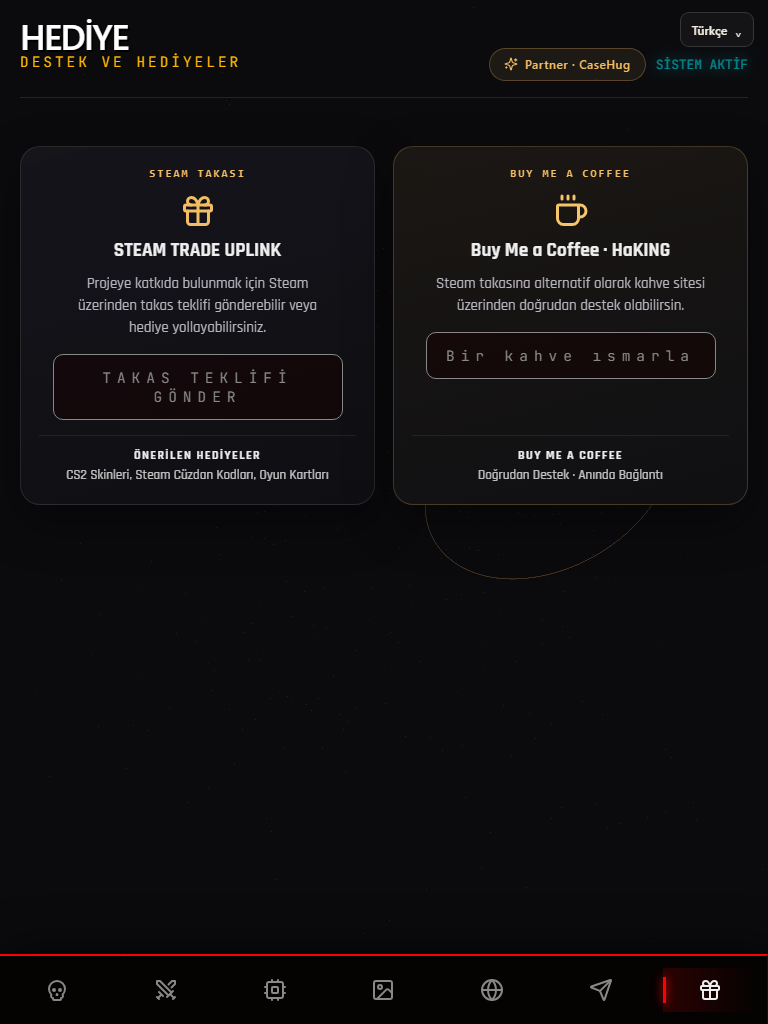 HEDİYE
DESTEK VE HEDİYELER
Türkçe
Partner · CaseHug
SİSTEM AKTİF
STEAM TAKASI
STEAM TRADE UPLINK
Projeye katkıda bulunmak için Steam
üzerinden takas teklifi gönderebilir veya
hediye yollayabilirsiniz.
TAKAS TEKLİFİ
GÖNDER
ÖNERİLEN HEDİYELER
CS2 Skinleri, Steam Cüzdan Kodları, Oyun Kartları
BUY ME A COFFEE
Buy Me a Coffee · HaKING
Steam takasına alternatif olarak kahve sitesi
üzerinden doğrudan destek olabilirsin.
Bir kahve ısmarla
BUY ME A COFFEE
Doğrudan Destek · Anında Bağlantı